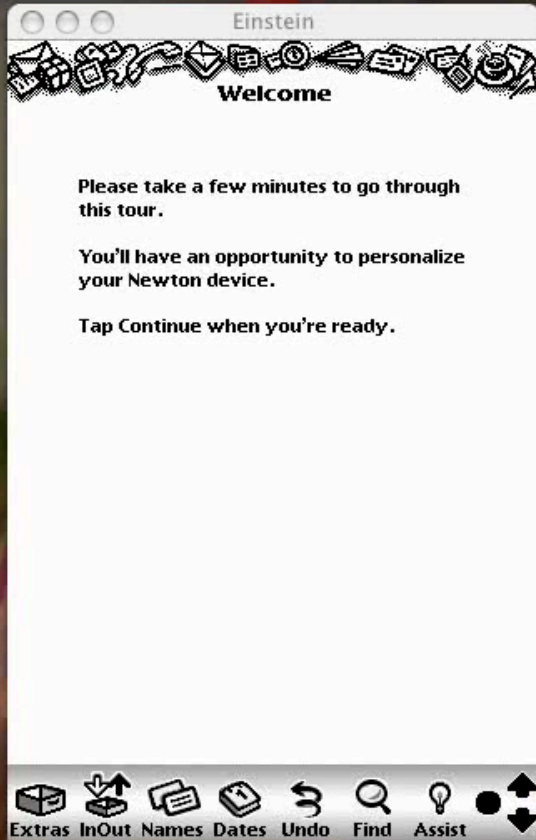 Einstein
Welcome
Please take a few minutes to go through
this tour.
You'll have an opportunity to personalize
your Newton device.
Tap Continue when you're ready.
Extras InOut Names Dates Undo Find Assist